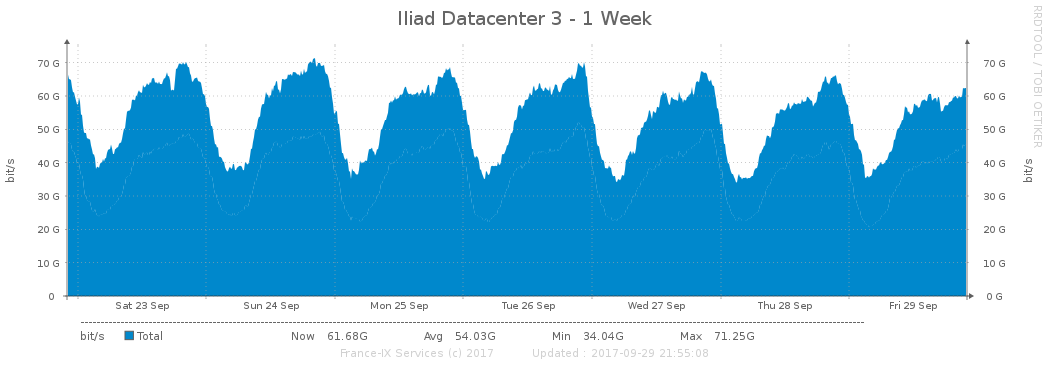 Iliad Datacenter 3 - 1 Week
RRDTOOL / TOBI OETIKER
70 G 70 G
60 G 60 G
50 G 50 G
40 G 40 G
30 G 30 G
20 G 20 G
10 G 10 G
0 0 G
bit/s bit/s
Sat 23 Sep Sun 24 Sep Mon 25 Sep Tue 26 Sep Wed 27 Sep Thu 28 Sep Fri 29 Sep
bit/s Total Now 61.68G Avg 54.03G Min 34.04G Max 71.25G
France-IX Services (c) 2017 Updated : 2017-09-29 21:55:08